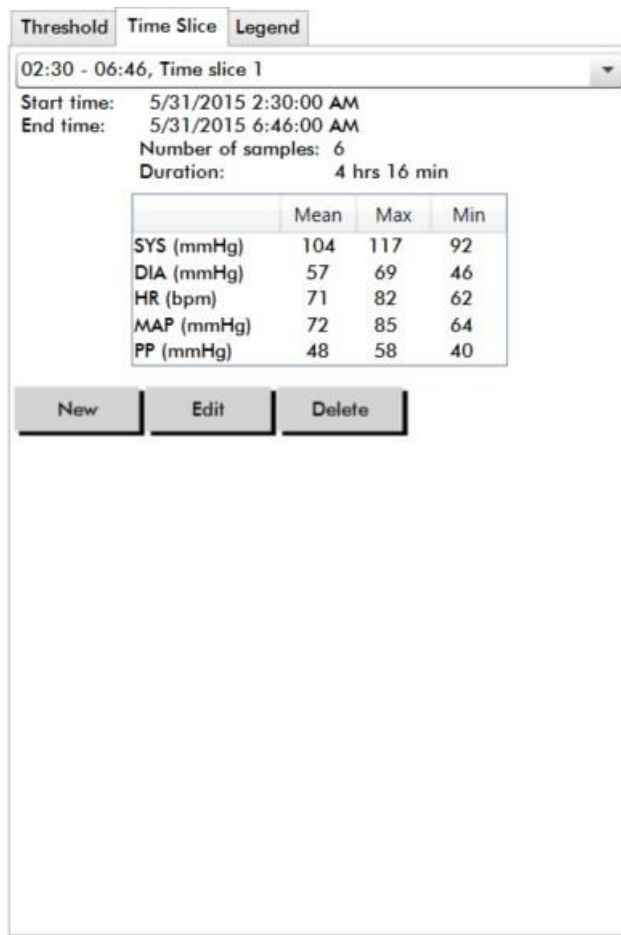 Threshold Time Slice Legend
02:30 - 06:46, Time slice 1
Start time: 5/31/2015 2:30:00 AM
End time: 5/31/2015 6:46:00 AM
Number of samples: 6
Duration: 4 hrs 16 min
Mean Max Min
SYS (mmHg) 104 117 92
DIA (mmHg) 57 69 46
HR (bpm) 71 82 62
MAP (mmHg) 72 85 64
PP (mmHg) 48 58 40
New Edit Delete